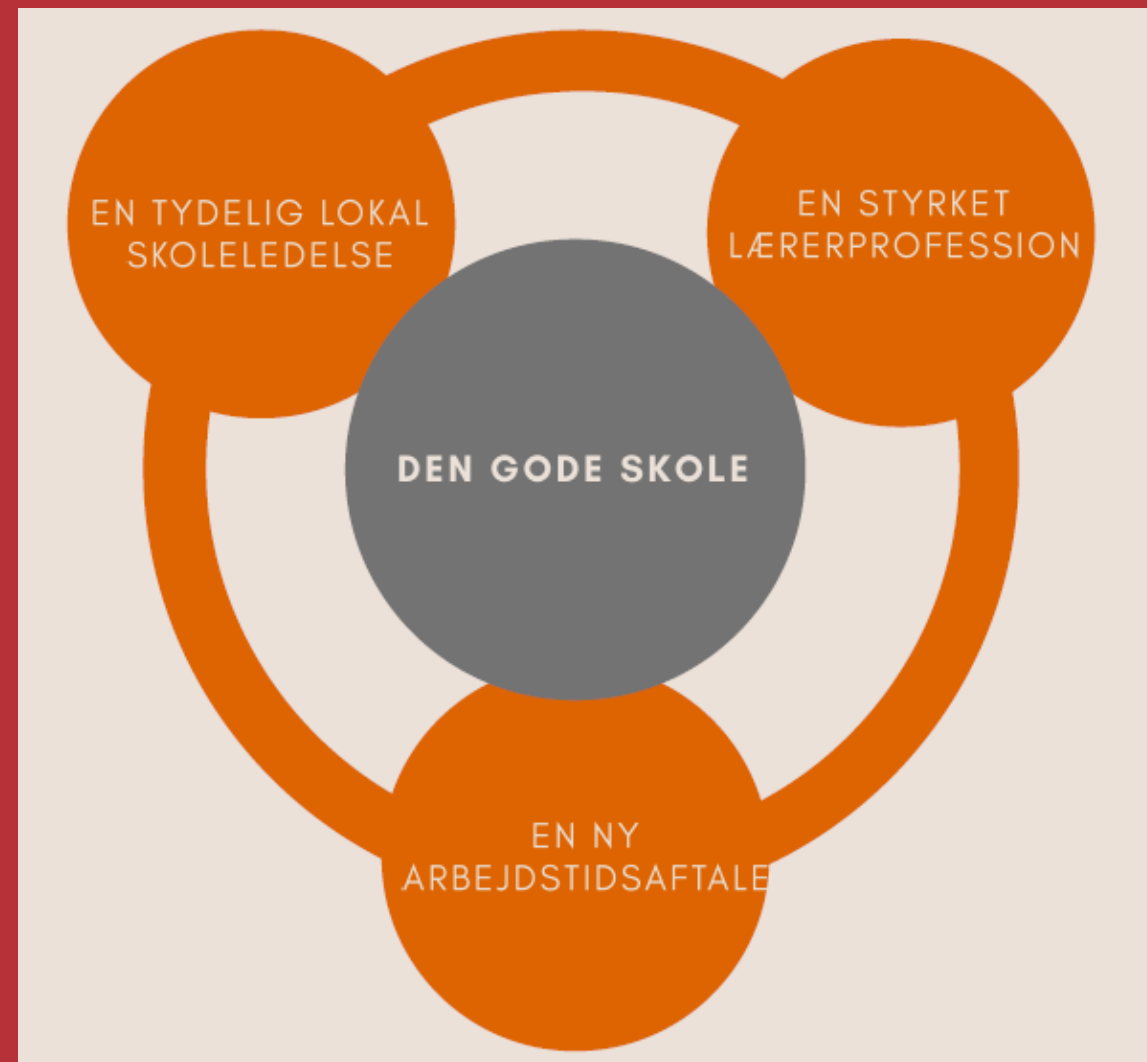 EN TYDELIG LOKAL
SKOLELEDELSE
EN STYRKET
LÆRERPROFESSION
DEN GODE SKOLE
EN NY
ARBEJDSTIDSAFTALE